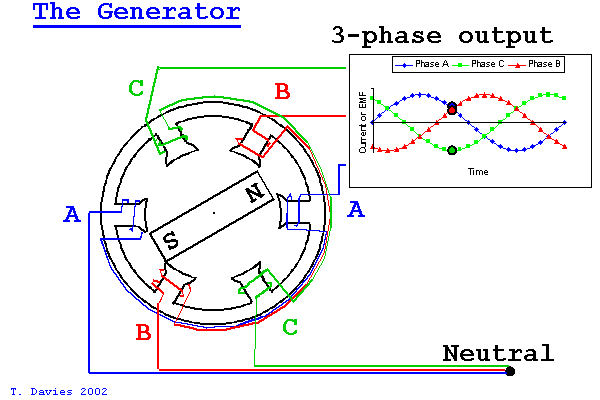 The Generator
3-phase output
Phase A Phase C Phase B
Current or EMF
Time
C
B
N
A
A
S
B
C
Neutral
T. Davies 2002